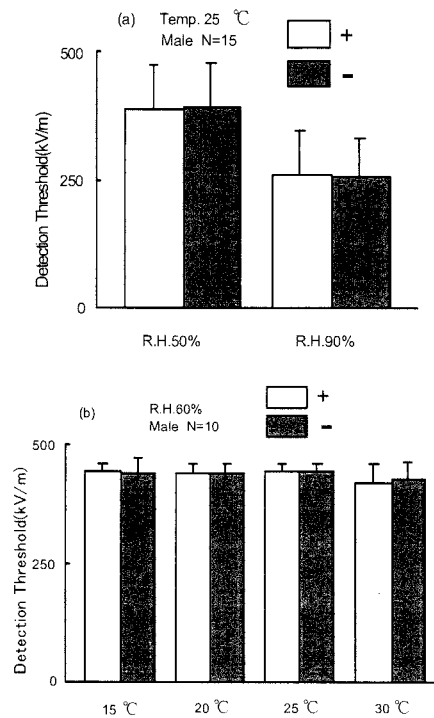 (a) Temp. 25 ℃
Male N=15
+
−
500
250
0
Detection Threshold(kV/m)
R.H.50% R.H.90%
(b) R.H.60%
Male N=10
+
−
500
250
0
Detection Threshold(kV/m)
15 ℃ 20 ℃ 25 ℃ 30 ℃